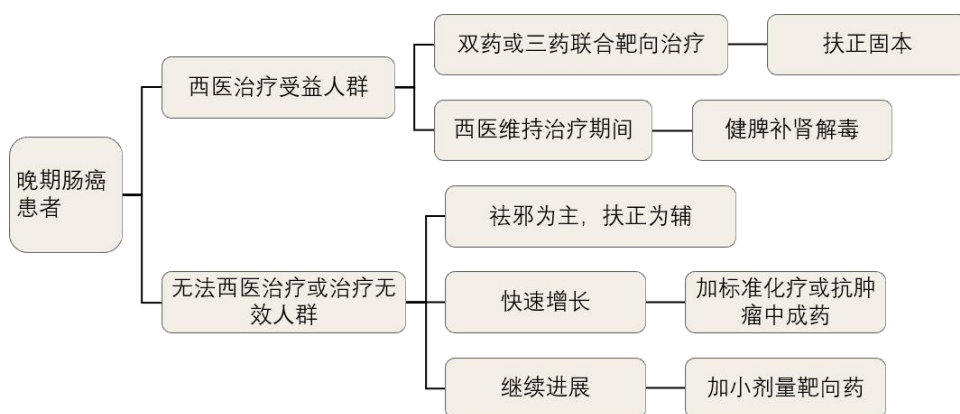 双药或三药联合靶向治疗
扶正固本
西医治疗受益人群
西医维持治疗期间
健脾补肾解毒
晚期肠癌
患者
祛邪为主，扶正为辅
无法西医治疗或治疗无
效人群
快速增长
加标准化疗或抗肿
瘤中成药
继续进展
加小剂量靶向药